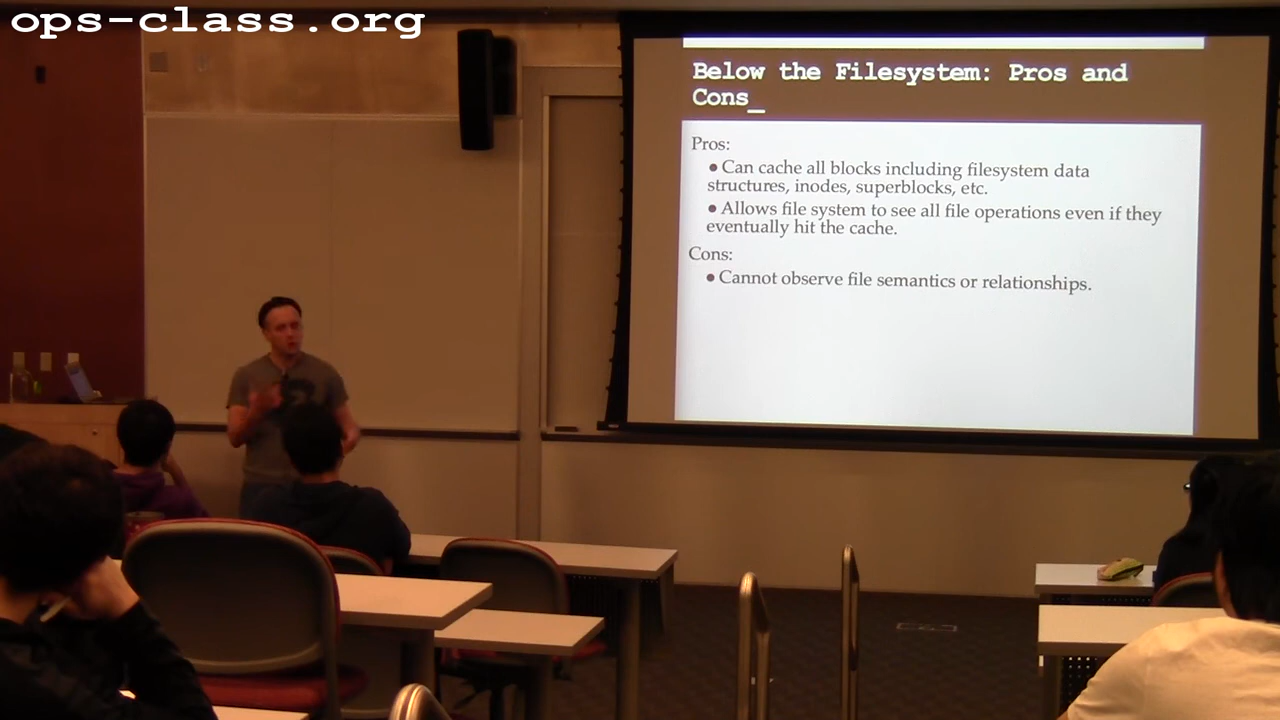 ops-class.org
Below the Filesystem: Pros and
Cons_
Pros:
● Can cache all blocks including filesystem data
structures, inodes, superblocks, etc.
● Allows file system to see all file operations even if they
eventually hit the cache.
Cons:
● Cannot observe file semantics or relationships.